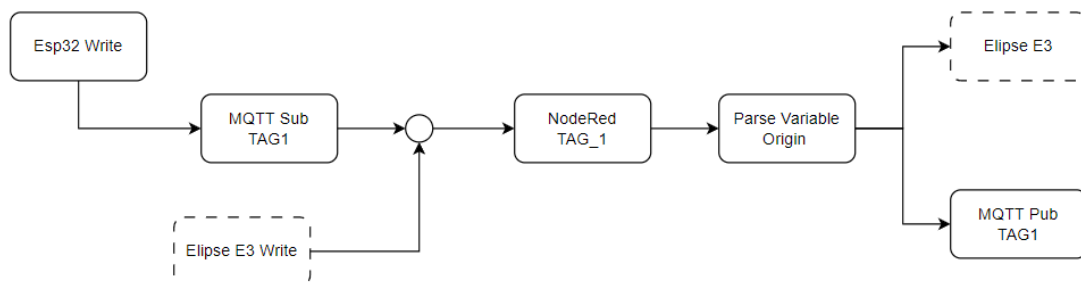 Esp32 Write
Elipse E3
MQTT Sub
TAG1
NodeRed
TAG_1
Parse Variable
Origin
MQTT Pub
TAG1
Elipse E3 Write